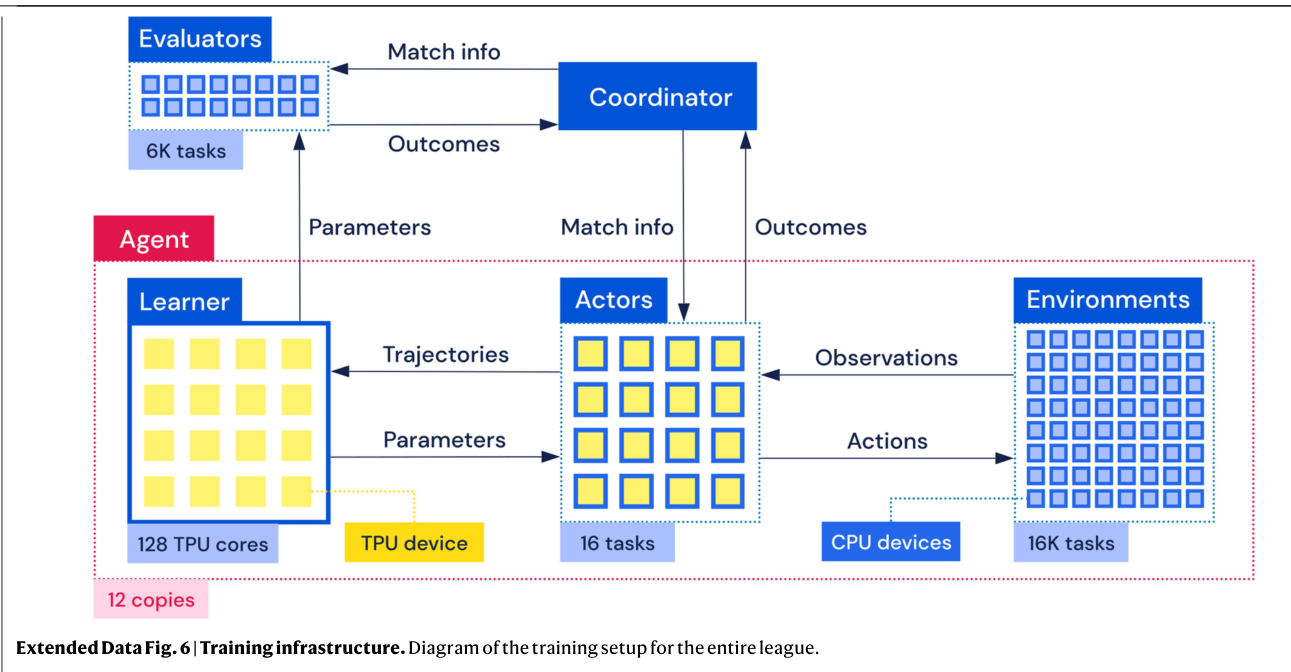 Evaluators
Match info
Coordinator
Outcomes
6K tasks
Parameters
Match info
Outcomes
Agent
Learner
Actors
Environments
Trajectories
Observations
Parameters
Actions
128 TPU cores
TPU device
16 tasks
CPU devices
16K tasks
12 copies
Extended Data Fig. 6 | Training infrastructure. Diagram of the training setup for the entire league.